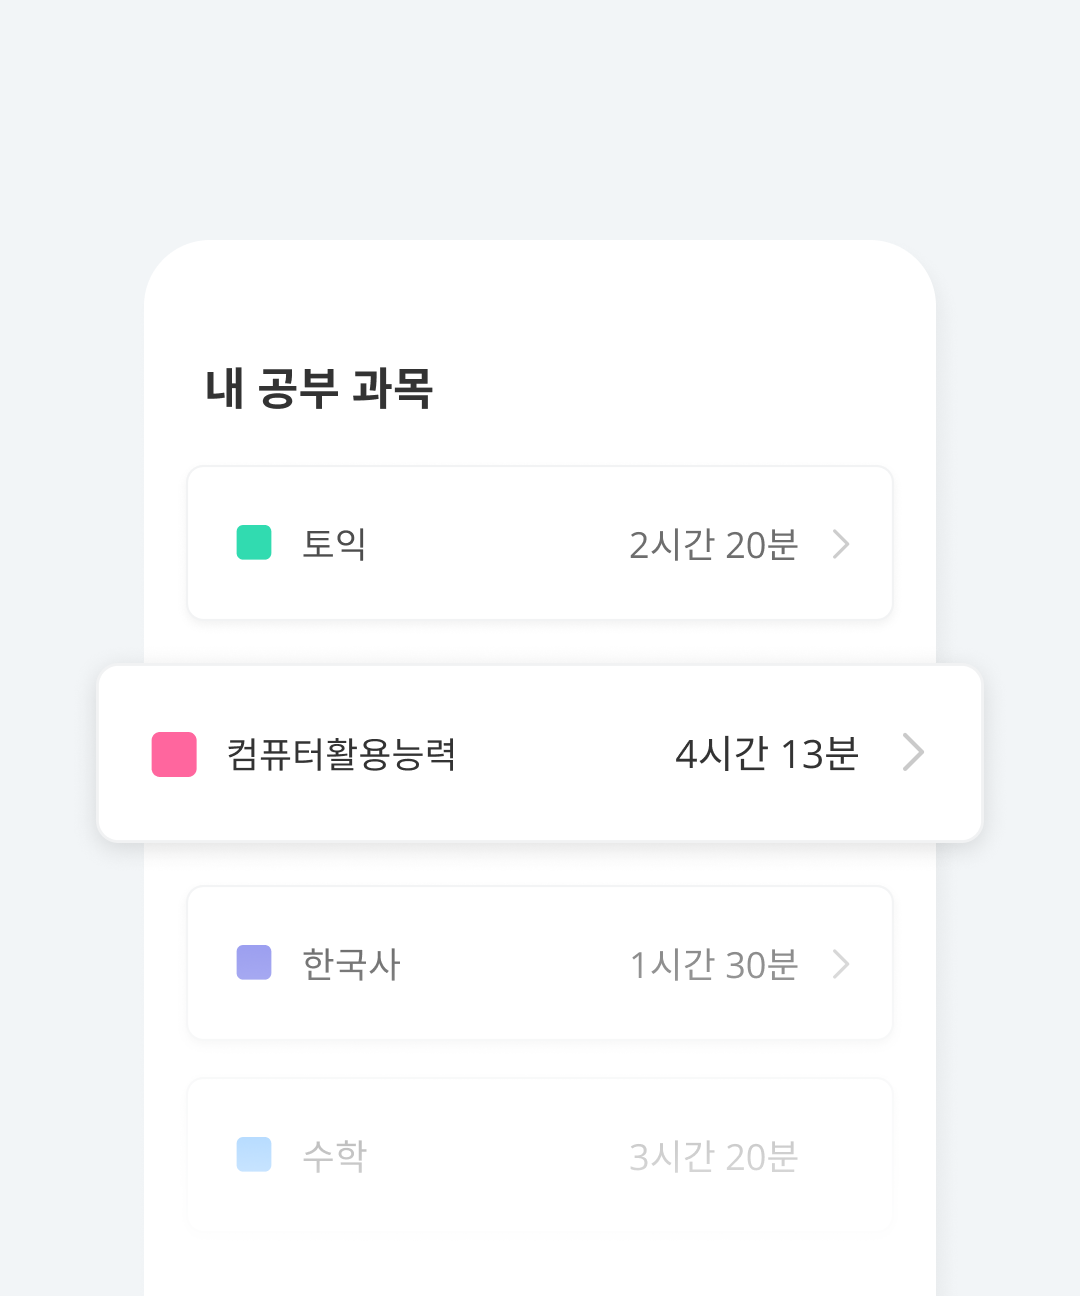 내 공부 과목
토익 2시간 20분
컴퓨터활용능력 4시간 13분
한국사 1시간 30분
수학 3시간 20분